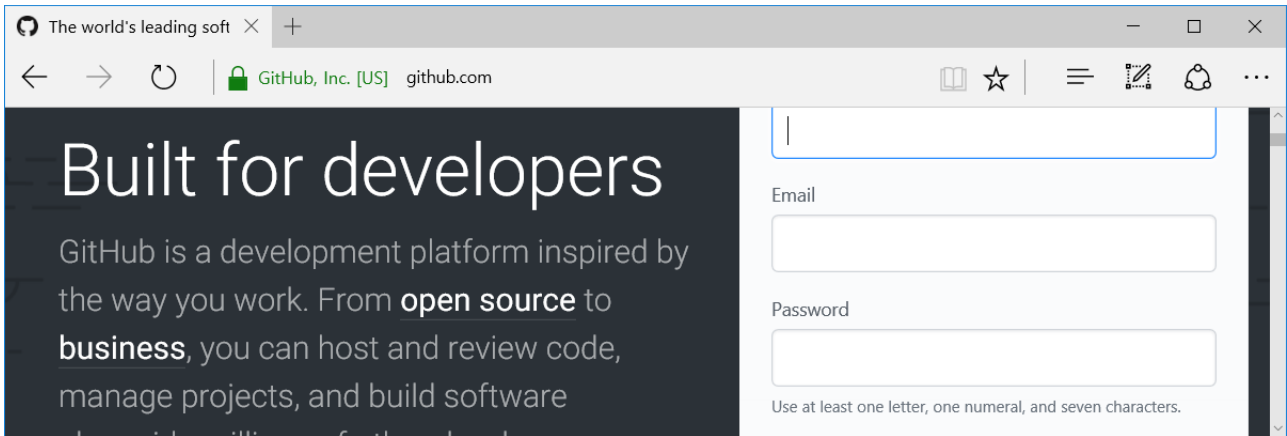 The world's leading soft
GitHub, Inc. [US] github.com
Built for developers
GitHub is a development platform inspired by
the way you work. From open source to
business, you can host and review code,
manage projects, and build software
Email
Password
Use at least one letter, one numeral, and seven characters.